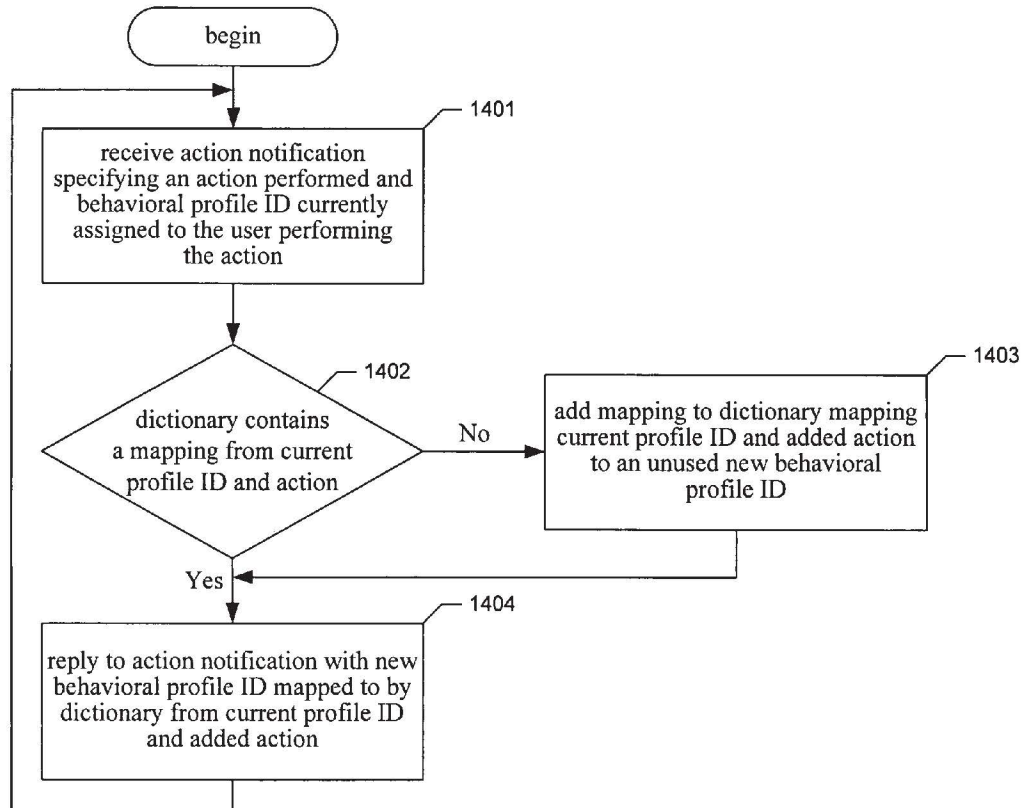 begin
1401
receive action notification
specifying an action performed and
behavioral profile ID currently
assigned to the user performing
the action
1402
dictionary contains
a mapping from current
profile ID and action
No
1403
add mapping to dictionary mapping
current profile ID and added action
to an unused new behavioral
profile ID
Yes
1404
reply to action notification with new
behavioral profile ID mapped to by
dictionary from current profile ID
and added action